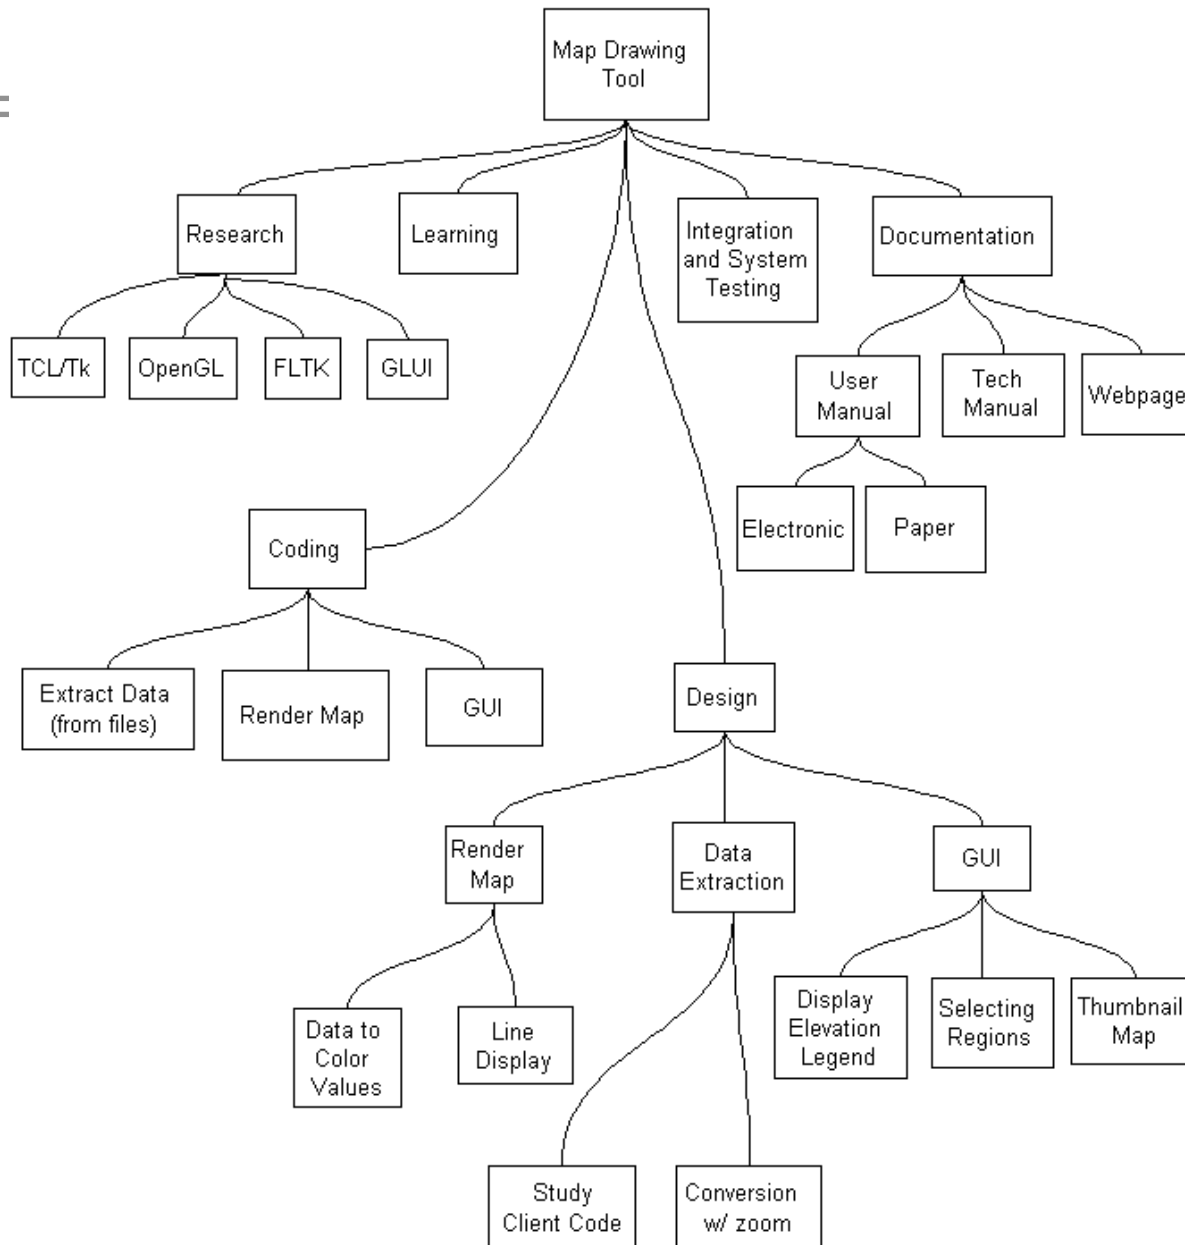 Map Drawing
Tool
Research
Learning
Integration
and System
Testing
Documentation
TCL/Tk
OpenGL
FLTK
GLUI
User
Manual
Tech
Manual
Webpage
Electronic
Paper
Coding
Extract Data
(from files)
Render Map
GUI
Design
Render
Map
Data
Extraction
GUI
Data to
Color
Values
Line
Display
Display
Elevation
Legend
Selecting
Regions
Thumbnail
Map
Study
Client Code
Conversion
w/ zoom